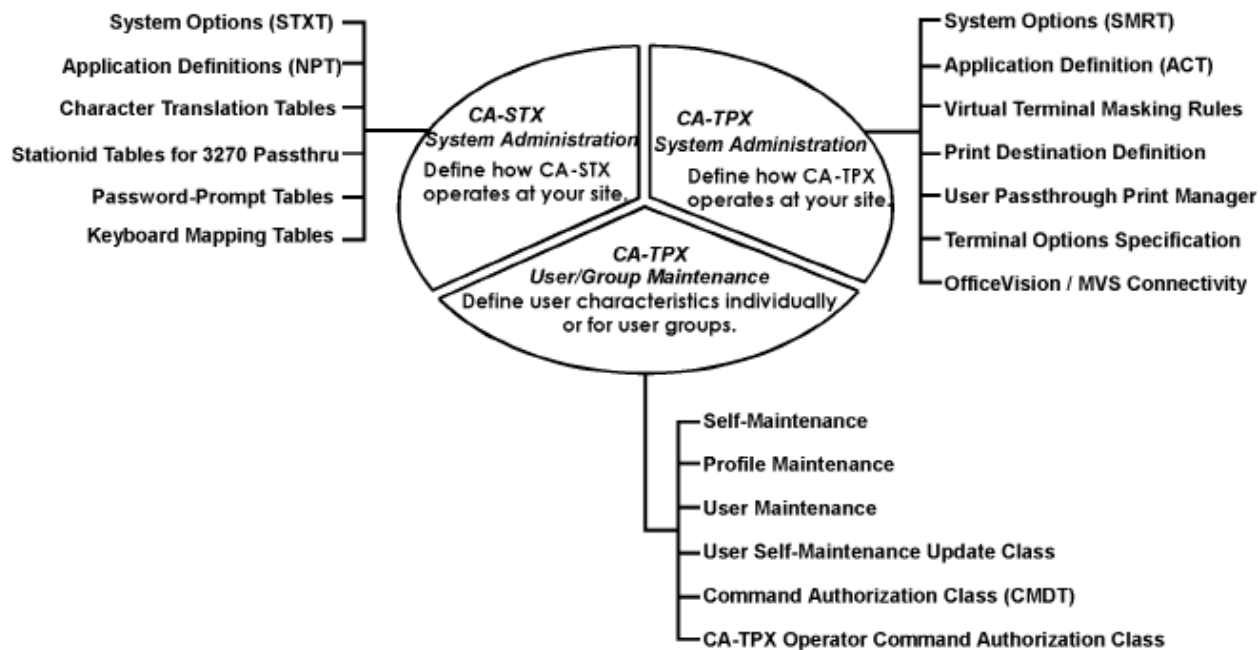 System Options (STXT)
Application Definitions (NPT)
Character Translation Tables
Stationid Tables for 3270 Passthru
Password-Prompt Tables
Keyboard Mapping Tables
CA-STX
System Administration
Define how CA-STX
operates at your site.
CA-TPX
System Administration
Define how CA-TPX
operates at your site.
System Options (SMRT)
Application Definition (ACT)
Virtual Terminal Masking Rules
Print Destination Definition
User Passthrough Print Manager
Terminal Options Specification
OfficeVision / MVS Connectivity
CA-TPX
User/Group Maintenance
Define user characteristics individually
or for user groups.
Self-Maintenance
Profile Maintenance
User Maintenance
User Self-Maintenance Update Class
Command Authorization Class (CMDT)
CA-TPX Operator Command Authorization Class